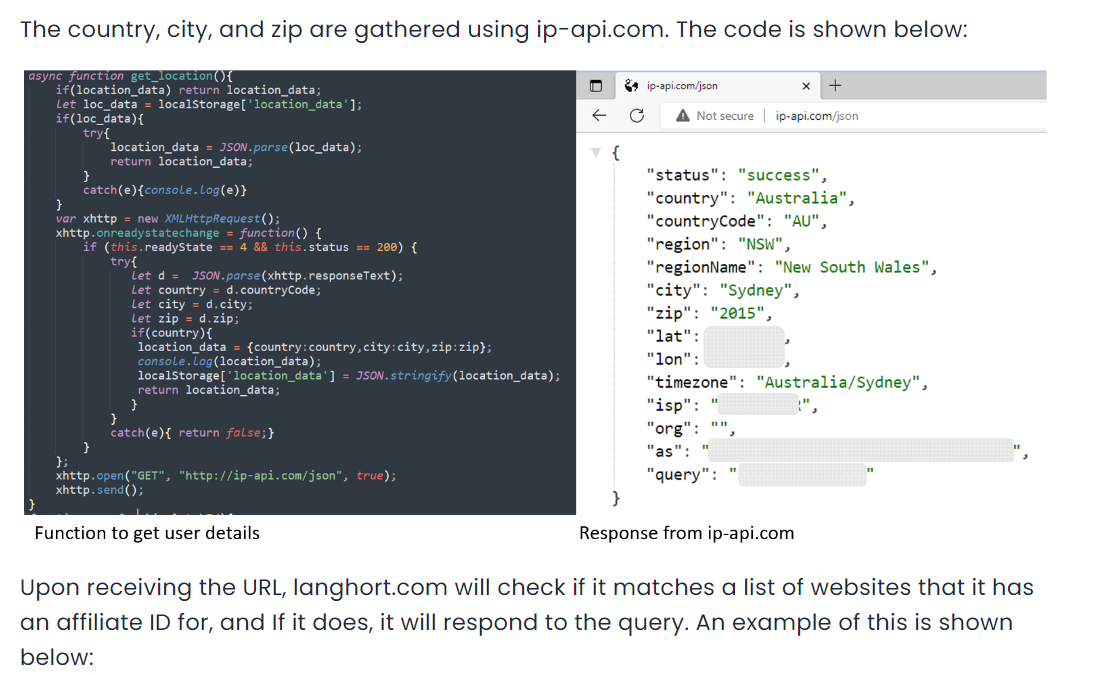 The country, city, and zip are gathered using ip-api.com. The code is shown below:
async function get_location(){
if(location_data) return location_data;
let loc_data = localStorage['location_data'];
if(loc_data){
try{
location_data = JSON.parse(loc_data);
return location_data;
}
catch(e){console.log(e)}
}
var xhttp = new XMLHttpRequest();
xhttp.onreadystatechange = function() {
if (this.readyState == 4 && this.status == 200) {
try{
let d =  JSON.parse(xhttp.responseText);
let country = d.countryCode;
let city = d.city;
let zip = d.zip;
if(country){
location_data = {country:country,city:city,zip:zip};
console.log(location_data);
localStorage['location_data'] = JSON.stringify(location_data);
return location_data;
}
}
catch(e){ return false;}
}
};
xhttp.open("GET", "http://ip-api.com/json", true);
xhttp.send();
}
Function to get user details
ip-api.com/json
Not secure | ip-api.com/json
{
"status": "success",
"country": "Australia",
"countryCode": "AU",
"region": "NSW",
"regionName": "New South Wales",
"city": "Sydney",
"zip": "2015",
"lat": ,
"lon": ,
"timezone": "Australia/Sydney",
"isp": " ",
"org": "",
"as": " ",
"query": " "
}
Response from ip-api.com
Upon receiving the URL, langhort.com will check if it matches a list of websites that it has
an affiliate ID for, and If it does, it will respond to the query. An example of this is shown
below: